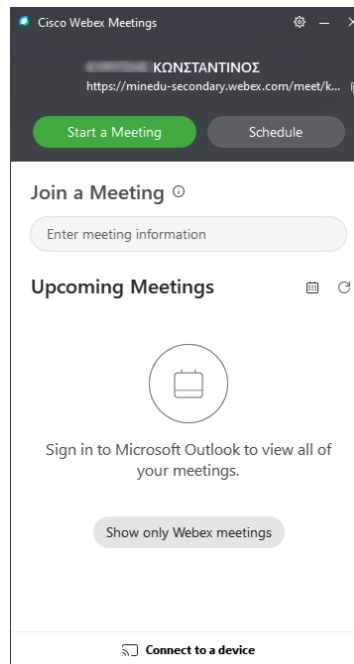 Cisco Webex Meetings
ΚΩΝΣΤΑΝΤΙΝΟΣ
https://minedu-secondary.webex.com/meet/k...
Start a Meeting
Schedule
Join a Meeting
Enter meeting information
Upcoming Meetings
Sign in to Microsoft Outlook to view all of
your meetings.
Show only Webex meetings
Connect to a device